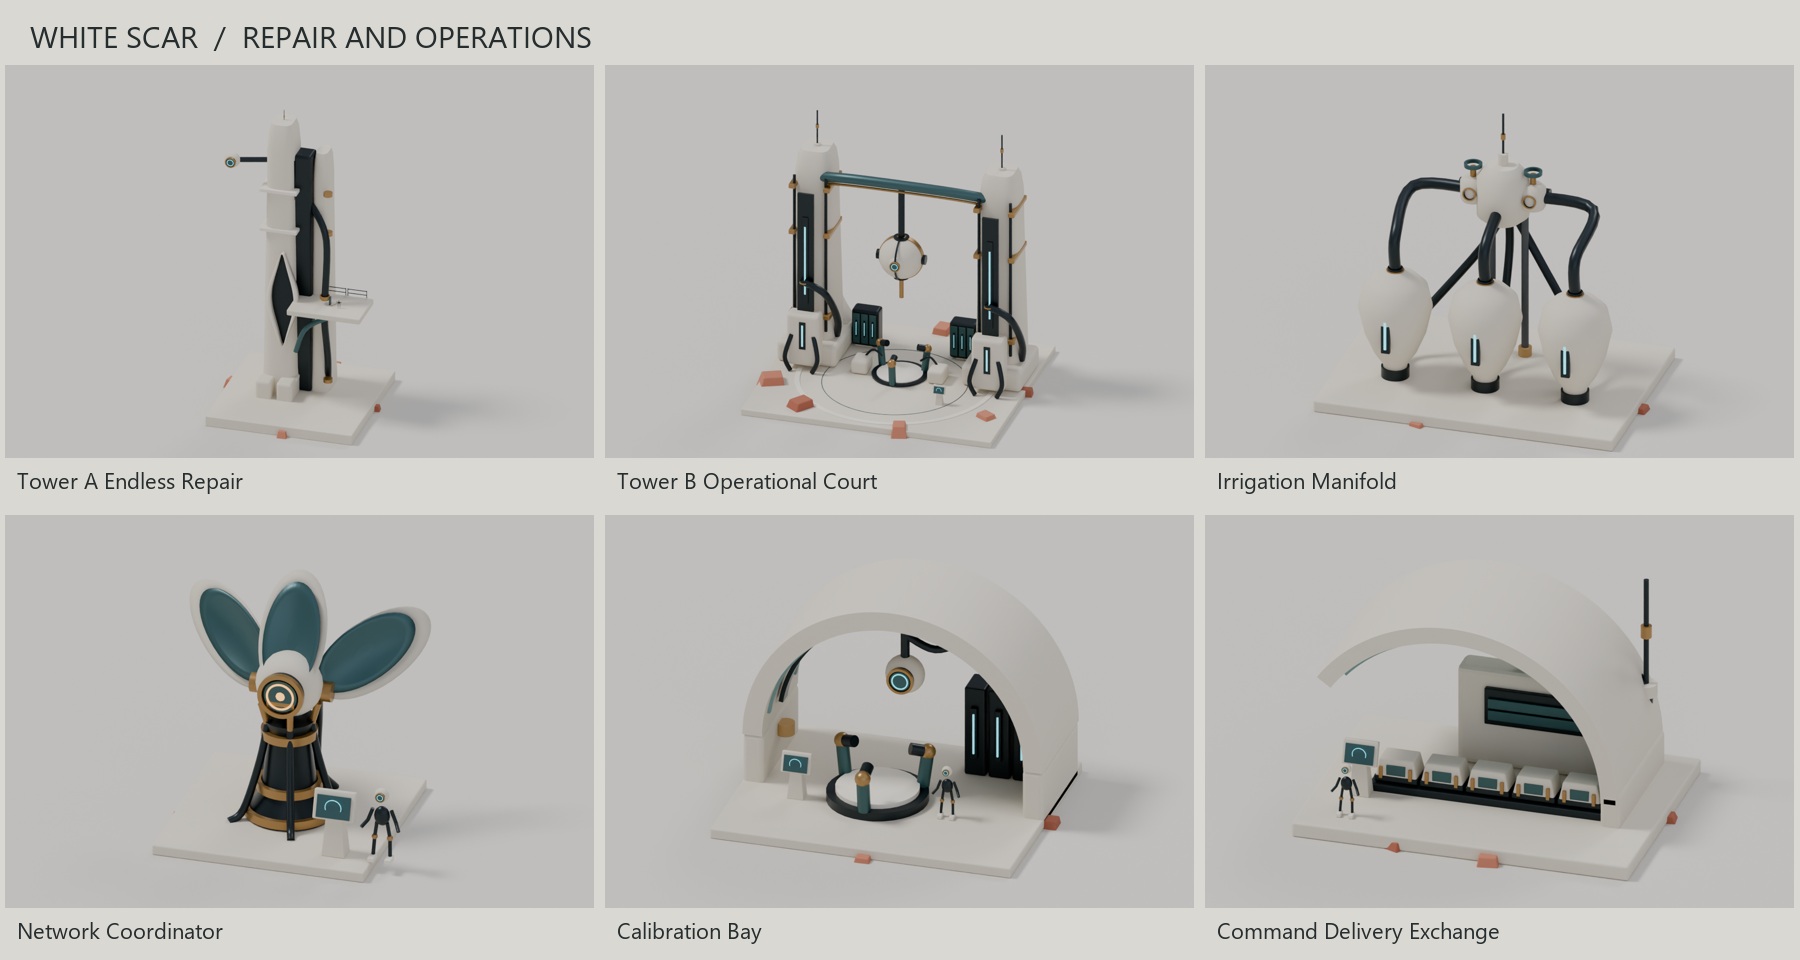 WHITE SCAR / REPAIR AND OPERATIONS
Tower A Endless Repair
Tower B Operational Court
Irrigation Manifold
Network Coordinator
Calibration Bay
Command Delivery Exchange